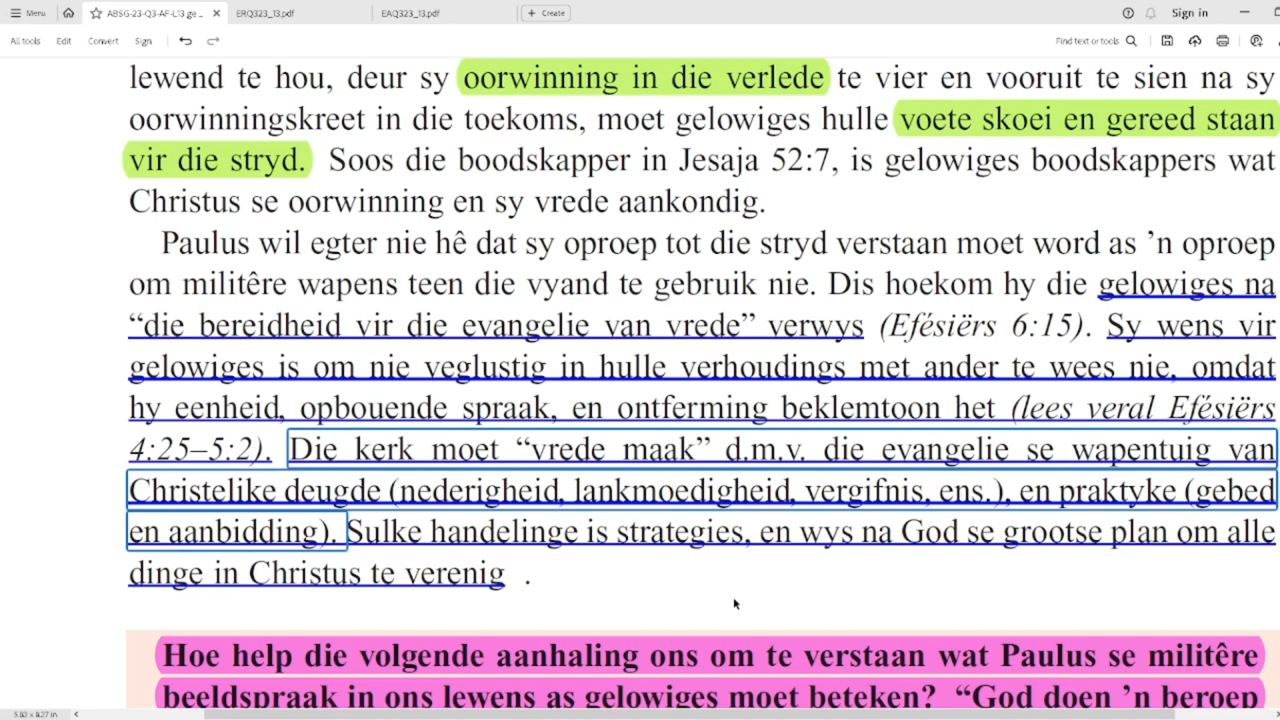 Menu
ABSG-23-Q3-AF-L13 ge...
ERQ323_13.pdf
EAQ323_13.pdf
+ Create
Sign in
All tools Edit Convert Sign
Find text or tools
lewend te hou, deur sy oorwinning in die verlede te vier en vooruit te sien na sy
oorwinningskreet in die toekoms, moet gelowiges hulle voete skoei en gereed staan
vir die stryd. Soos die boodskapper in Jesaja 52:7, is gelowiges boodskappers wat
Christus se oorwinning en sy vrede aankondig.
Paulus wil egter nie hê dat sy oproep tot die stryd verstaan moet word as ’n oproep
om militêre wapens teen die vyand te gebruik nie. Dis hoekom hy die gelowiges na
“die bereidheid vir die evangelie van vrede” verwys (Efésiërs 6:15). Sy wens vir
gelowiges is om nie veglustig in hulle verhoudings met ander te wees nie, omdat
hy eenheid, opbouende spraak, en ontferming beklemtoon het (lees veral Efésiërs
4:25–5:2). Die kerk moet “vrede maak” d.m.v. die evangelie se wapentuig van
Christelike deugde (nederigheid, lankmoedigheid, vergifnis, ens.), en praktyke (gebed
en aanbidding). Sulke handelinge is strategies, en wys na God se grootse plan om alle
dinge in Christus te verenig .
Hoe help die volgende aanhaling ons om te verstaan wat Paulus se militêre
beeldspraak in ons lewens as gelowiges moet beteken? “God doen ’n beroep
5.83 x 8.27 in